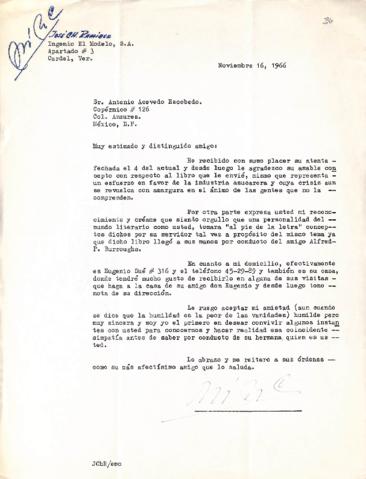 36
José Ch. Ramírez
Ingenio El Modelo, S.A.
Apartado # 3
Cardel, Ver.
Noviembre 16, 1966
Sr. Antonio Acevedo Escobedo.
Copérnico # 126
Col. Anzures.
México, D.F.
Muy estimado y distinguido amigo:
He recibido con sumo placer su atenta -
fechada el 4 del actual y desde luego le agradezco su amable con
cepto con respecto al libro que le envié, mismo que representa -
un esfuerzo en favor de la industria azucarera y cuya crisis aun
se revuelca con amargura en el ánimo de las gentes que no la --
comprenden.
Por otra parte expresa usted mi recono-
cimiento y créame que siento orgullo que una personalidad del --
mundo literario como usted, tomara "al pie de la letra" concep-
tos dichos por su servidor tal vez a propósito del mismo tema ya
que dicho libro llegó a sus manos por conducto del amigo Alfred-
P. Burroughs.
En cuanto a mi domicilio, efectivamente
es Eugenio Sué # 316 y el teléfono 45-29-89 y también es su casa,
donde tendré mucho gusto de recibirlo en alguna de sus visitas -
que haga a la casa de su amigo don Eugenio y desde luego tomo --
nota de su dirección.
Le ruego aceptar mi amistad (aun cuando
se dice que la humildad es la peor de las vanidades) humilde pero
muy sincera y soy yo el primero en desear convivir algunos instan
tes con usted para conocernos y hacer realidad esa coincidente -
simpatía antes de saber por conducto de su hermana quien es us--
ted.
Lo abrazo y me reitero a sus órdenes --
como su más afectísimo amigo que lo saluda.
JChR/eso